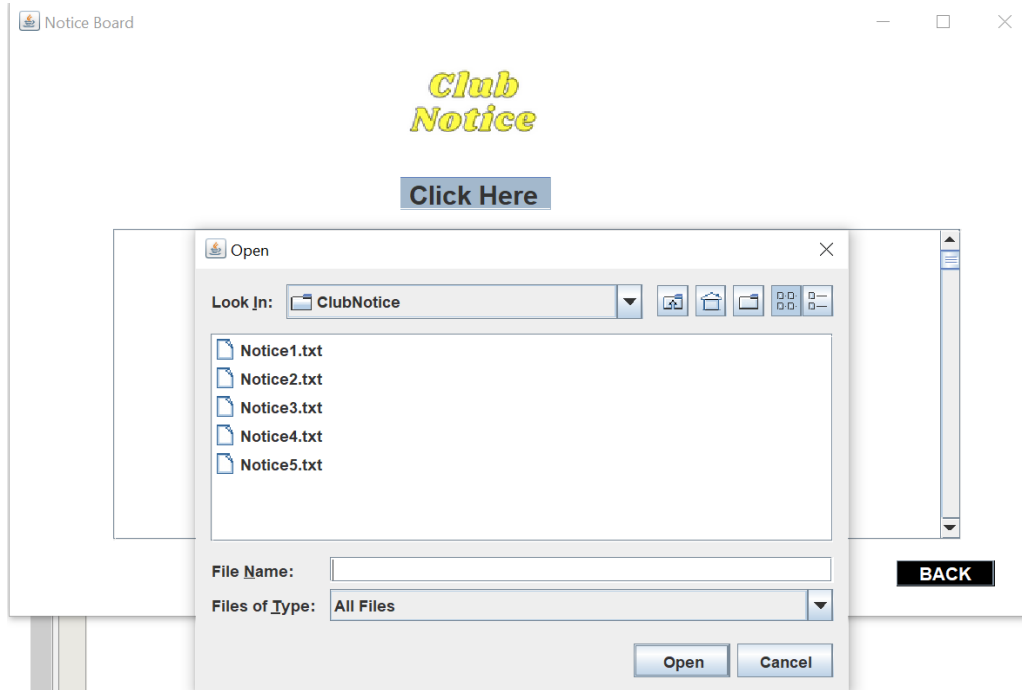 Notice Board
Club
Notice
Click Here
Open
Look In: ClubNotice
Notice1.txt
Notice2.txt
Notice3.txt
Notice4.txt
Notice5.txt
File Name:
BACK
Files of Type: All Files
Open Cancel